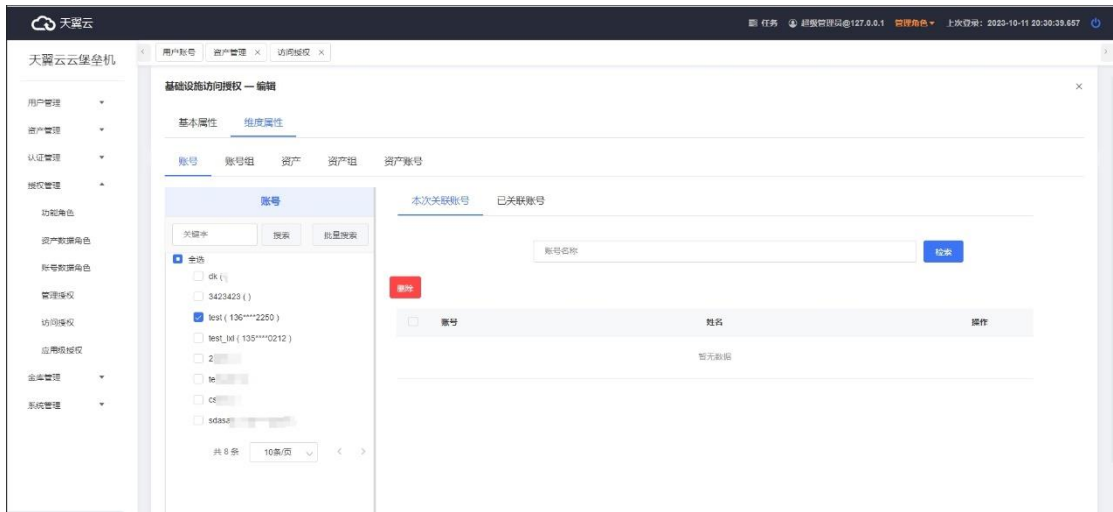 天翼云
任务 超级管理员@127.0.0.1 管理角色 上次登录: 2023-10-11 20:30:39.657
天翼云云堡垒机
用户账号 资产管理 × 访问授权 ×
用户管理
资产管理
认证管理
授权管理
功能角色
资产数据角色
账号数据角色
管理授权
访问授权
应用级授权
金库管理
系统管理
基础设施访问授权 — 编辑 ×
基本属性 维度属性
账号 账号组 资产 资产组 资产账号
账号
关键字 搜索 批量搜索
全选
dk (
3423423 ( )
test ( 136****2250 )
test_lxl ( 135****0212 )
2
te
cs
sdasa
共 8 条 10条/页 < >
本次关联账号 已关联账号
账号名称 检索
删除
账号 姓名 操作
暂无数据